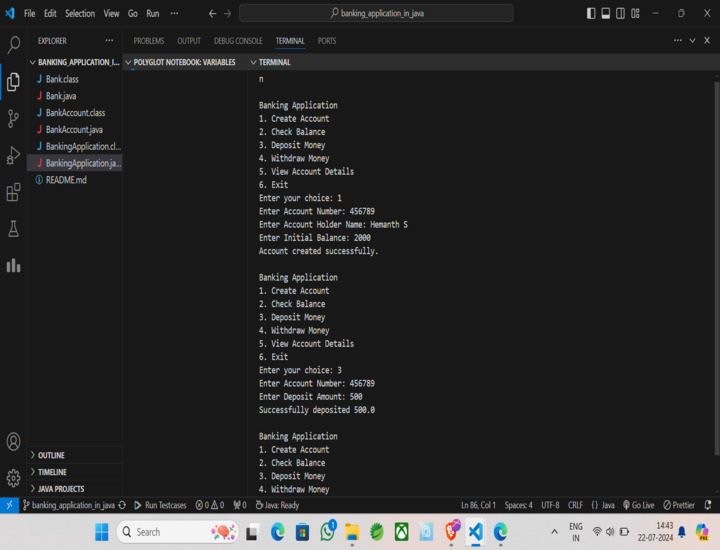 File Edit Selection View Go Run ··· banking_application_in_java
EXPLORER ··· PROBLEMS OUTPUT DEBUG CONSOLE TERMINAL PORTS
BANKING_APPLICATION_I...
Bank.class
Bank.java
BankAccount.class
BankAccount.java
BankingApplication.cl...
BankingApplication.ja...
README.md
OUTLINE
TIMELINE
JAVA PROJECTS
POLYGLOT NOTEBOOK: VARIABLES
TERMINAL
n
Banking Application
1. Create Account
2. Check Balance
3. Deposit Money
4. Withdraw Money
5. View Account Details
6. Exit
Enter your choice: 1
Enter Account Number: 456789
Enter Account Holder Name: Hemanth S
Enter Initial Balance: 2000
Account created successfully.
Banking Application
1. Create Account
2. Check Balance
3. Deposit Money
4. Withdraw Money
5. View Account Details
6. Exit
Enter your choice: 3
Enter Account Number: 456789
Enter Deposit Amount: 500
Successfully deposited 500.0
Banking Application
1. Create Account
2. Check Balance
3. Deposit Money
4. Withdraw Money
banking_application_in_java Run Testcases 0 0 0 Java: Ready Ln 86, Col 1 Spaces: 4 UTF-8 CRLF {} Java Go Live Prettier
Search 1 ENG 14:43
IN 22-07-2024
PRE